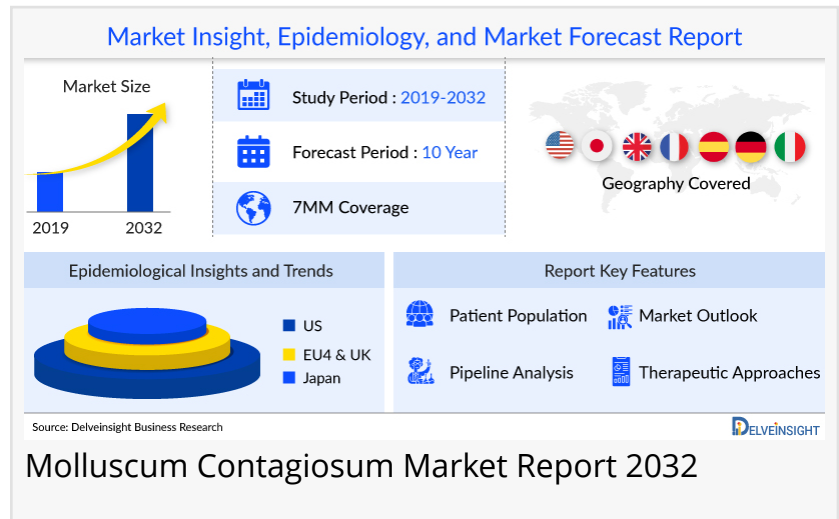 Market Insight, Epidemiology, and Market Forecast Report
Market Size
2019
2032
Study Period : 2019-2032
Forecast Period : 10 Year
7MM Coverage
Geography Covered
Epidemiological Insights and Trends
US
EU4 & UK
Japan
Report Key Features
Patient Population
Market Outlook
Pipeline Analysis
Therapeutic Approaches
Source: Delveinsight Business Research
DELVEINSIGHT
Molluscum Contagiosum Market Report 2032